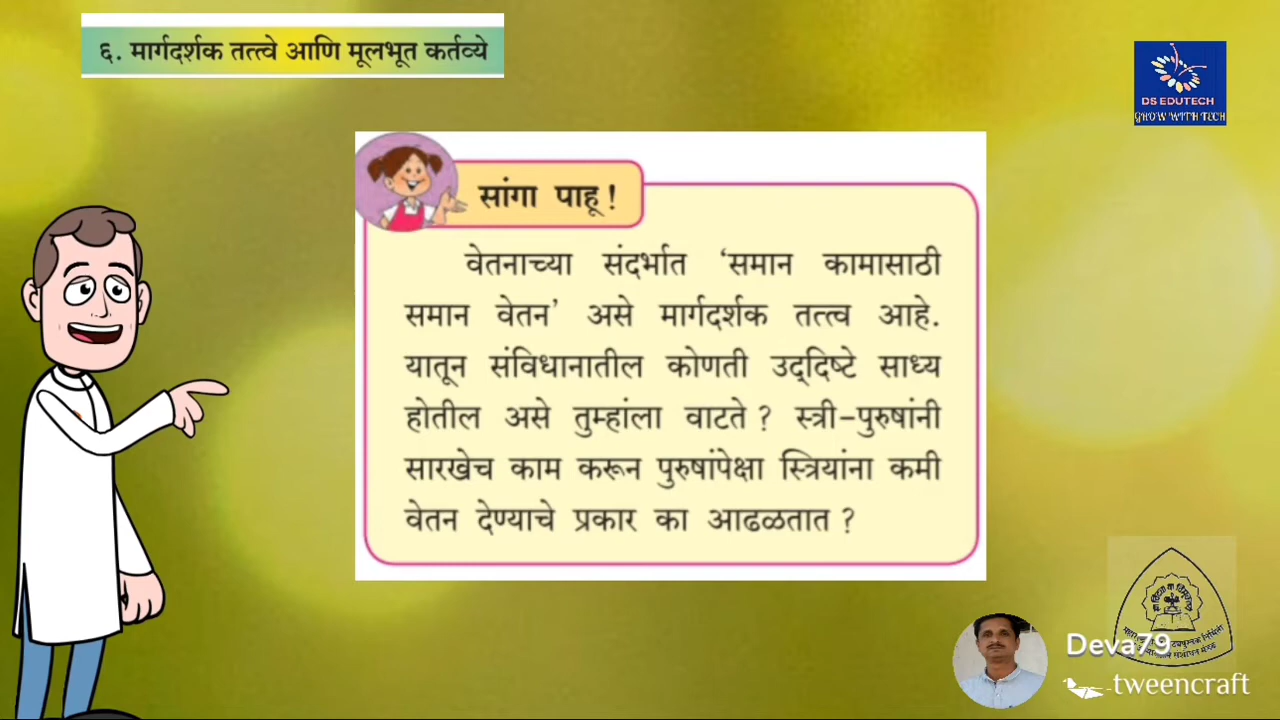 ६. मार्गदर्शक तत्त्वे आणि मूलभूत कर्तव्ये
DS EDUTECH
GROW WITH TECH
सांगा पाहू !
वेतनाच्या संदर्भात ‘समान कामासाठी
समान वेतन’ असे मार्गदर्शक तत्त्व आहे.
यातून संविधानातील कोणती उद्‌दिष्टे साध्य
होतील असे तुम्हांला वाटते ? स्त्री-पुरुषांनी
सारखेच काम करून पुरुषांपेक्षा स्त्रियांना कमी
वेतन देण्याचे प्रकार का आढळतात ?
Deva79
tweencraft